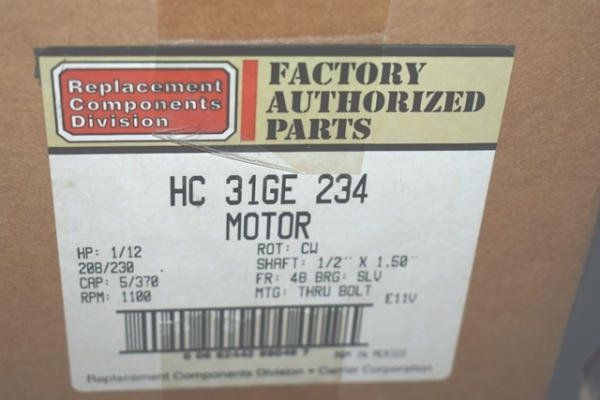 Replacement
Components
Division
FACTORY
AUTHORIZED
PARTS
HC 31GE 234
MOTOR
HP: 1/12
208/230 .
CAP: 5/370
RPM: 1100
ROT: CW
SHAFT: 1/2" X 1.50"
FR: 48 BRG: SLV
MTG: THRU BOLT
E11V
IN MEXICO
Replacement Components Division • Carrier Corporation